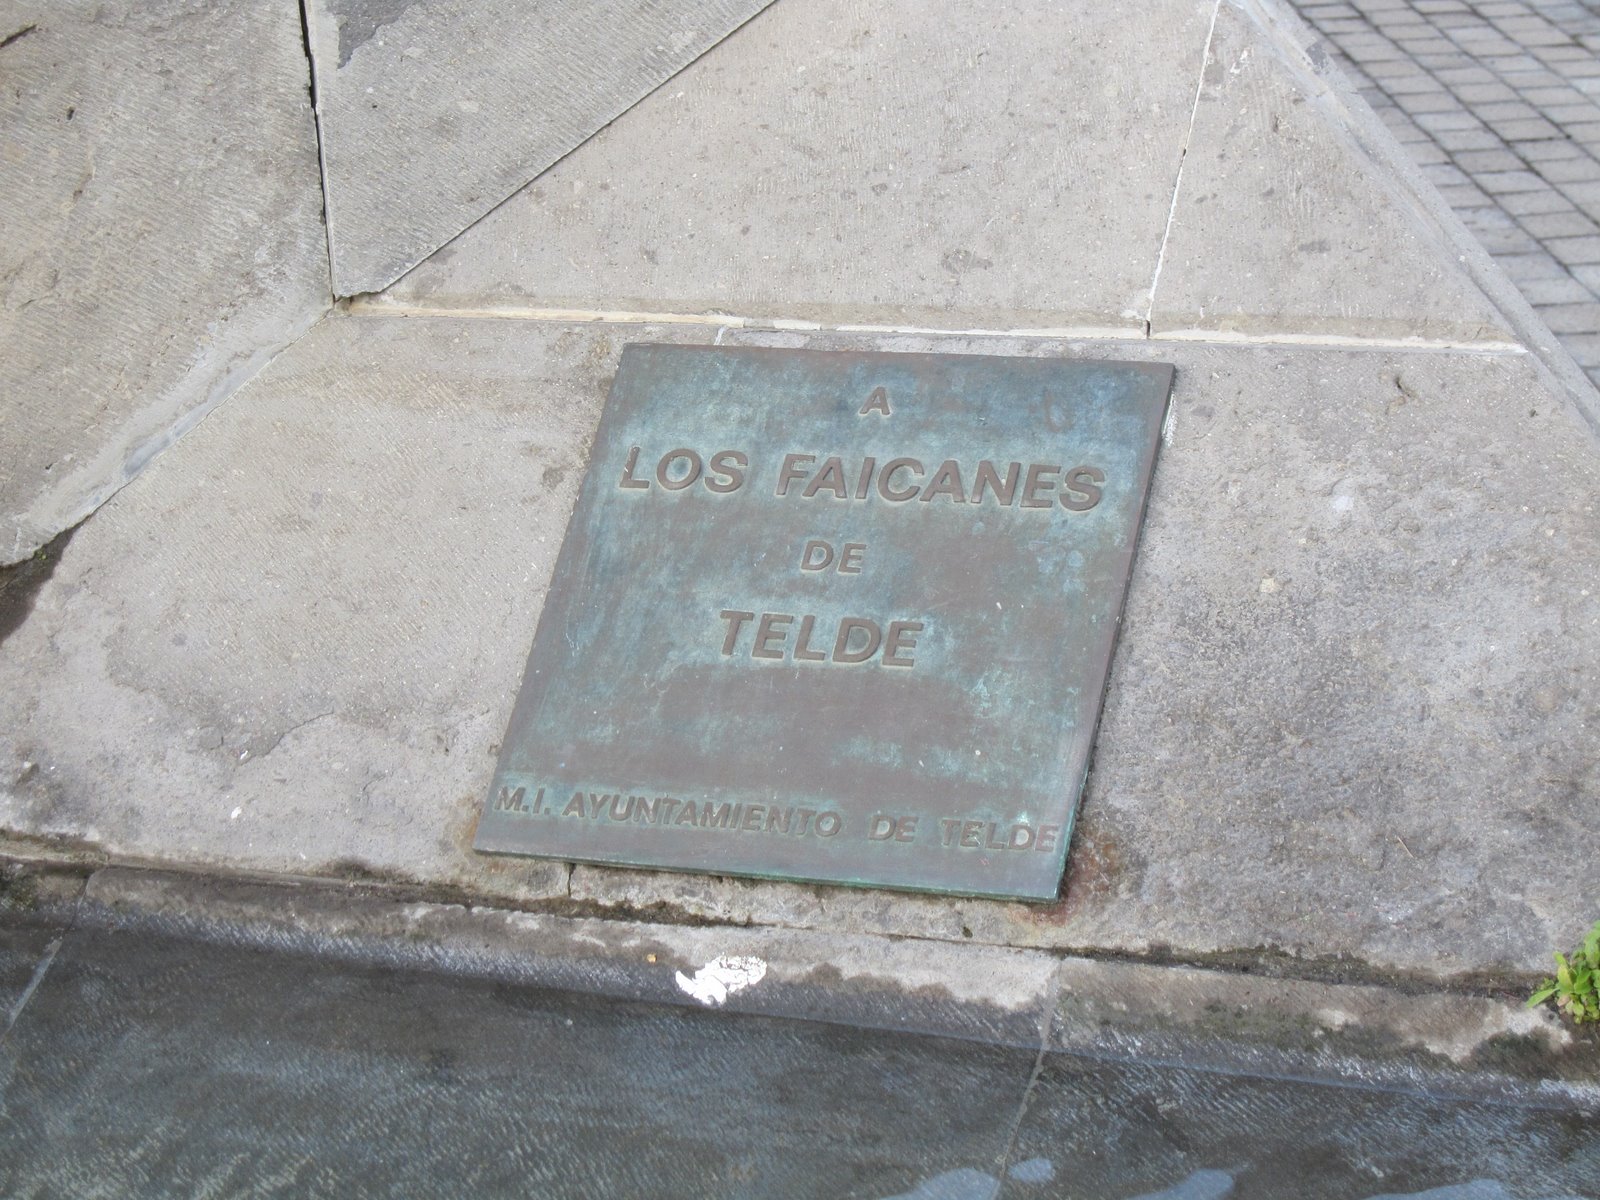 A
LOS FAICANES
DE
TELDE
M.I. AYUNTAMIENTO DE TELDE